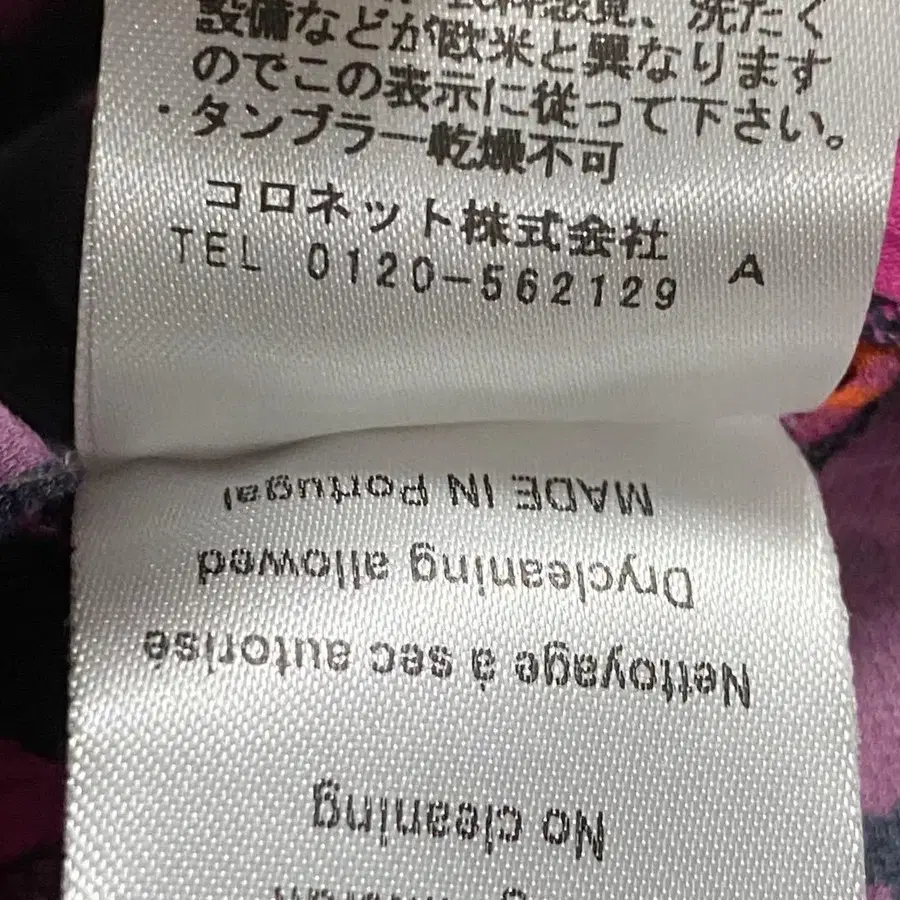 洗たく
設備などが欧米と異なります
のでこの表示に従って下さい。
・タンブラー乾燥不可
コロネット株式会社
TEL 0120-562129 A
No cleaning
Nettoyage à sec autorisé
Drycleaning allowed
MADE IN Portugal